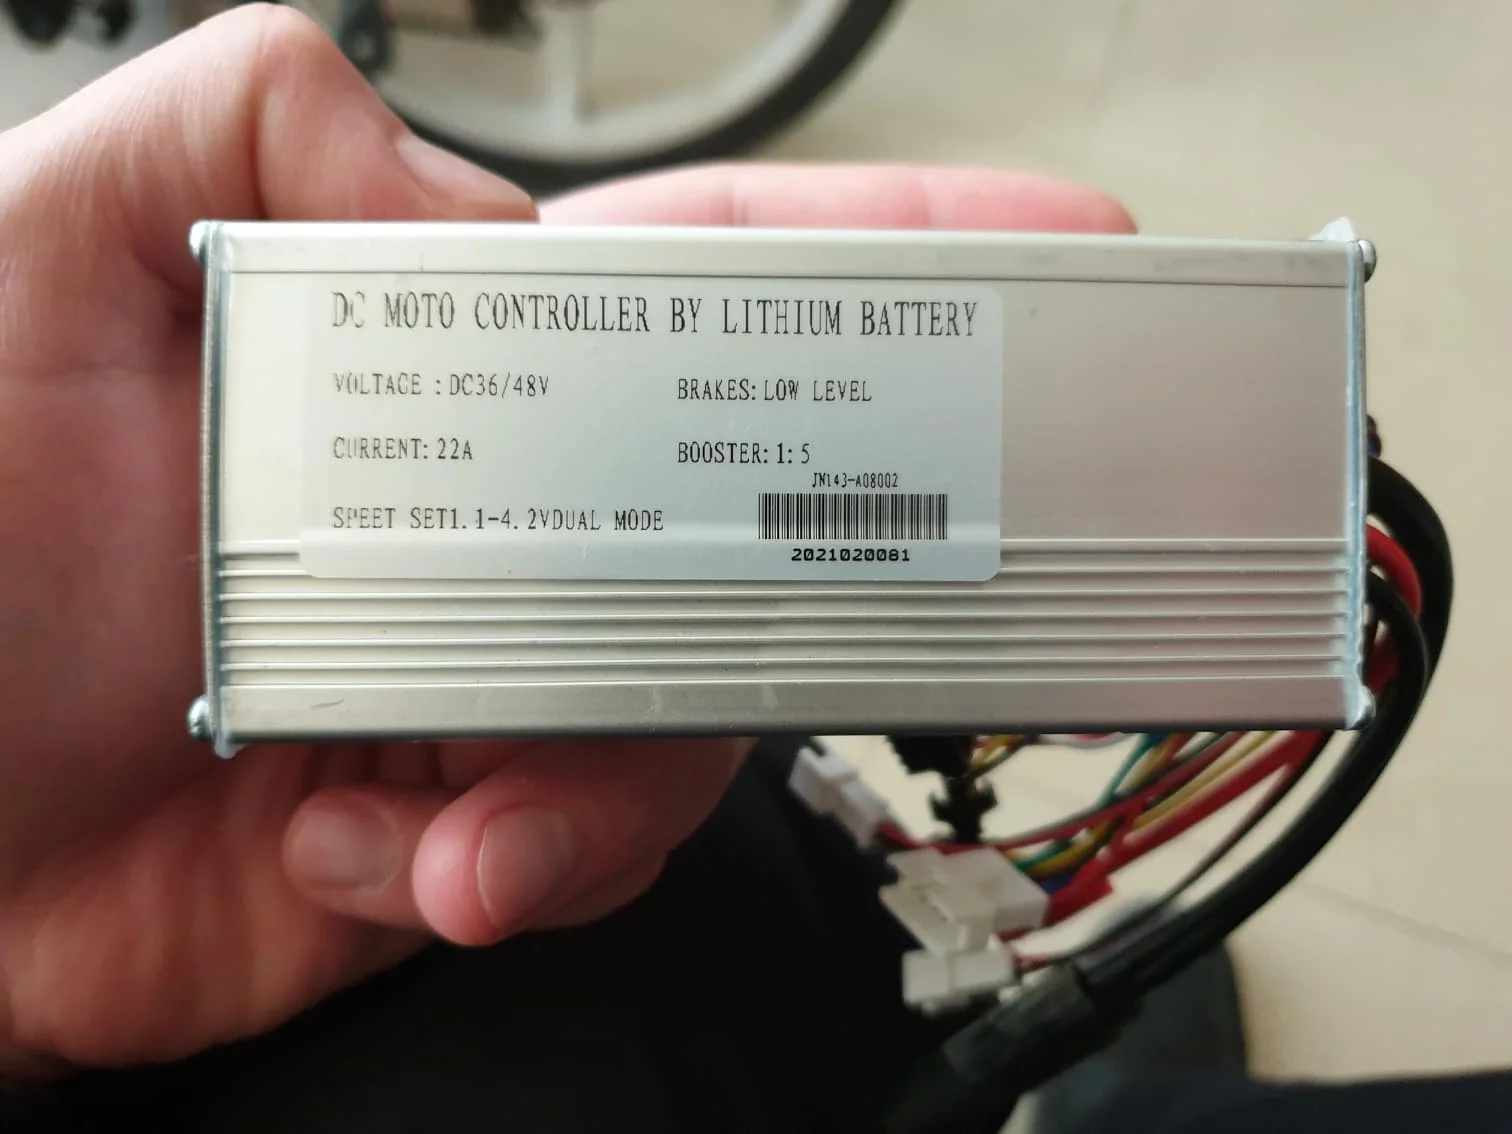 DC MOTO CONTROLLER BY LITHIUM BATTERY
VOLTAGE :DC36/48V BRAKES: LOW LEVEL
CURRENT: 22A BOOSTER: 1: 5
JN143-A08002
SPEET SET1. 1-4. 2VDUAL MODE
2021020081